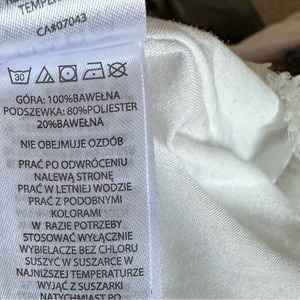 TEMPER
CA#07043
30
GÓRA: 100%BAWEŁNA
PODSZEWKA: 80%POLIESTER
20%BAWEŁNA
NIE OBEJMUJE OZDÓB
PRAĆ PO ODWRÓCENIU
NALEWĄ STRONĘ
PRAĆ W LETNIEJ WODZIE
PRAĆ Z PODOBNYMI
KOLORAMI
W RAZIE POTRZEBY
STOSOWAĆ WYŁĄCZNIE
WYBIELACZE BEZ CHLORU
SUSZYĆ W SUSZARCE W
NAJNIŻSZEJ TEMPERATURZE
WYJĄĆ Z SUSZARKI
NATYCHMIAST PO